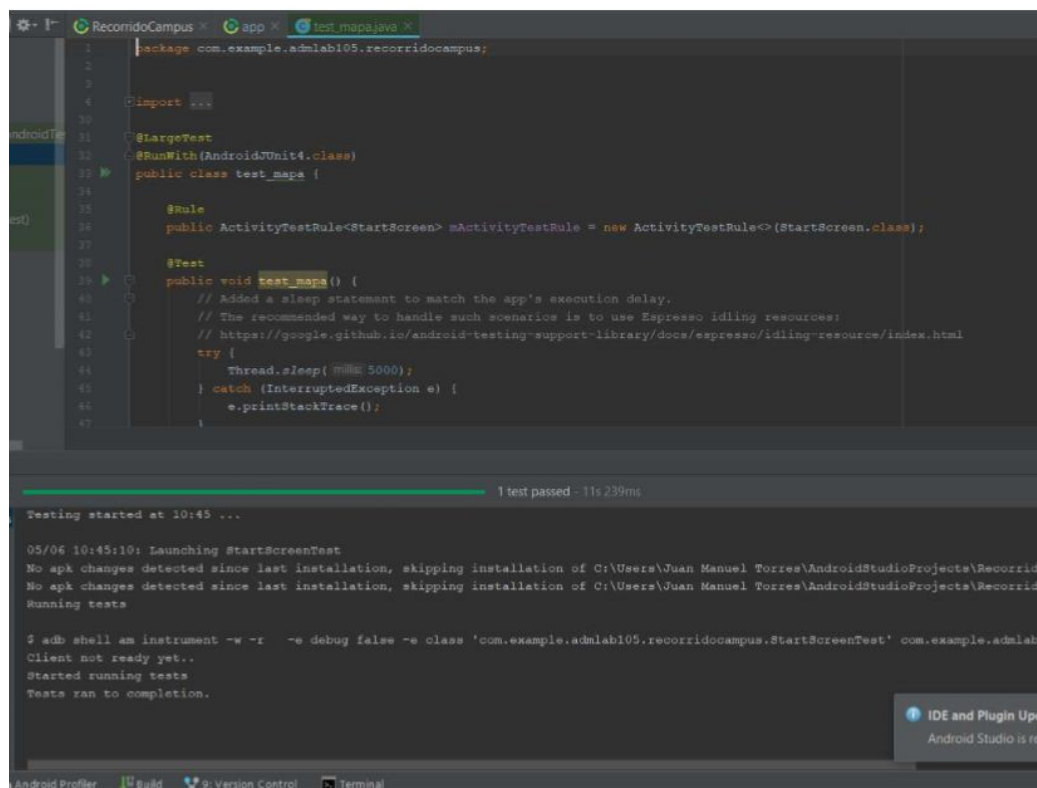 RecorridoCampus × app × test_mapa.java ×
1 package com.example.admlab105.recorridocampus;
2
3
4 import ...
30
31 @LargeTest
32 @RunWith(AndroidJUnit4.class)
33 public class test_mapa {
34
35 @Rule
36 public ActivityTestRule<StartScreen> mActivityTestRule = new ActivityTestRule<>(StartScreen.class);
37
38 @Test
39 public void test_mapa() {
40 // Added a sleep statement to match the app's execution delay.
41 // The recommended way to handle such scenarios is to use Espresso idling resources:
42 // https://google.github.io/android-testing-support-library/docs/espresso/idling-resource/index.html
43 try {
44 Thread.sleep( millis: 5000);
45 } catch (InterruptedException e) {
46 e.printStackTrace();
47 }
ndroidTe
est)
1 test passed - 11s 239ms
Testing started at 10:45 ...
05/06 10:45:10: Launching StartScreenTest
No apk changes detected since last installation, skipping installation of C:\Users\Juan Manuel Torres\AndroidStudioProjects\Recorrid
No apk changes detected since last installation, skipping installation of C:\Users\Juan Manuel Torres\AndroidStudioProjects\Recorrid
Running tests
$ adb shell am instrument -w -r -e debug false -e class 'com.example.admlab105.recorridocampus.StartScreenTest' com.example.admlab
Client not ready yet..
Started running tests
Tests ran to completion.
IDE and Plugin Up
Android Studio is re
Android Profiler Build 9: Version Control Terminal